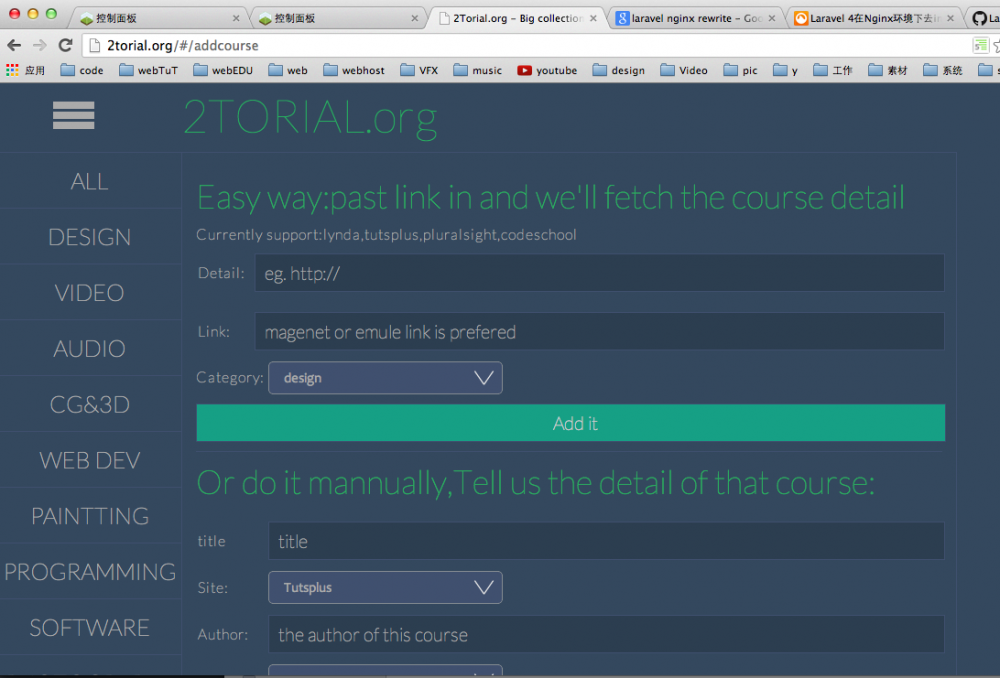 控制面板
控制面板
2Torial.org – Big collection
laravel nginx rewrite – Goo
Laravel 4在Nginx环境下去
La
2torial.org/#/addcourse
应用 code webTuT webEDU web webhost VFX music youtube design Video pic y 工作 素材 系统
2TORIAL.org
ALL
DESIGN
VIDEO
AUDIO
CG&3D
WEB DEV
PAINTTING
PROGRAMMING
SOFTWARE
Easy way:past link in and we'll fetch the course detail
Currently support:lynda,tutsplus,pluralsight,codeschool
Detail: eg. http://
Link: magenet or emule link is prefered
Category: design
Add it
Or do it mannually,Tell us the detail of that course:
title title
Site: Tutsplus
Author: the author of this course